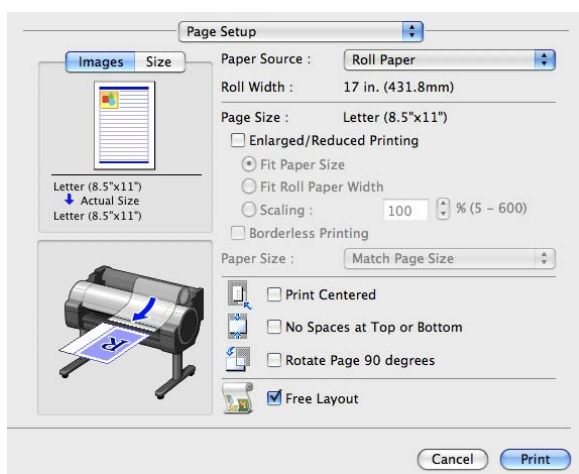 Page Setup
Images Size
Letter (8.5"x11")
Actual Size
Letter (8.5"x11")
R
Paper Source : Roll Paper
Roll Width : 17 in. (431.8mm)
Page Size : Letter (8.5"x11")
Enlarged/Reduced Printing
Fit Paper Size
Fit Roll Paper Width
Scaling : 100 % (5 – 600)
Borderless Printing
Paper Size : Match Page Size
Print Centered
No Spaces at Top or Bottom
Rotate Page 90 degrees
Free Layout
Cancel Print